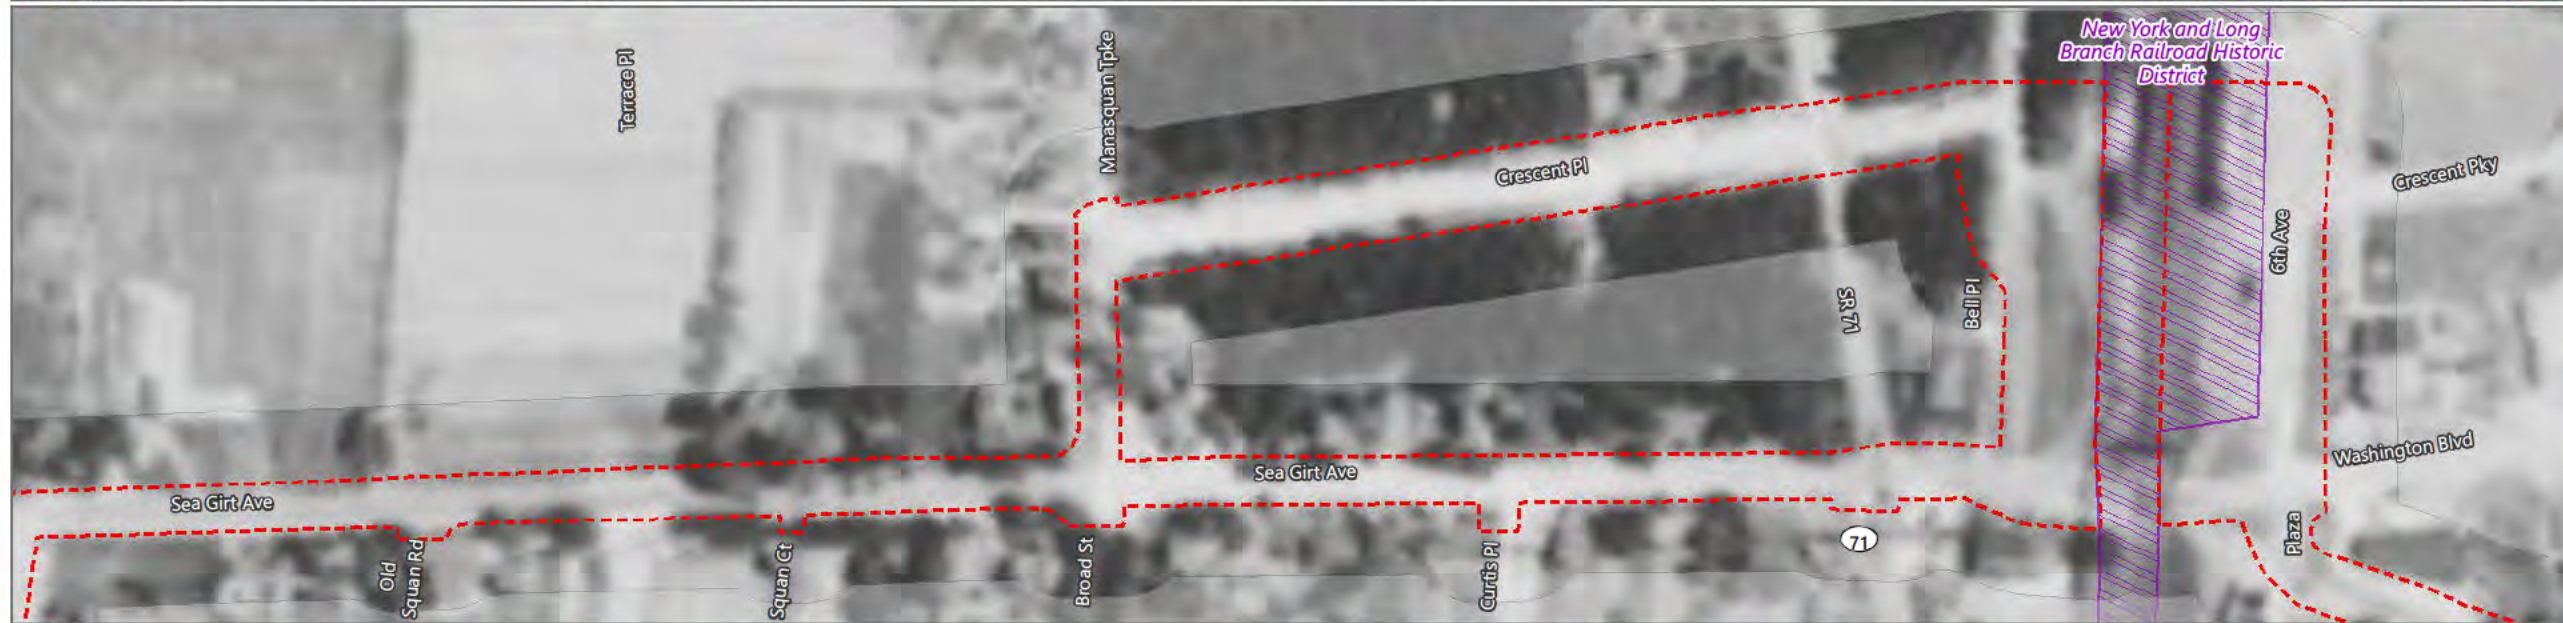 New York and Long
Branch Railroad Historic
District
Terrace Pl
Manasquan Tpke
Crescent Pl
Crescent Pky
6th Ave
SR 71
Bell Pl
Washington Blvd
Sea Girt Ave
Sea Girt Ave
Old
Squan Rd
Squan Ct
Broad St
Curtis Pl
71
Plaza